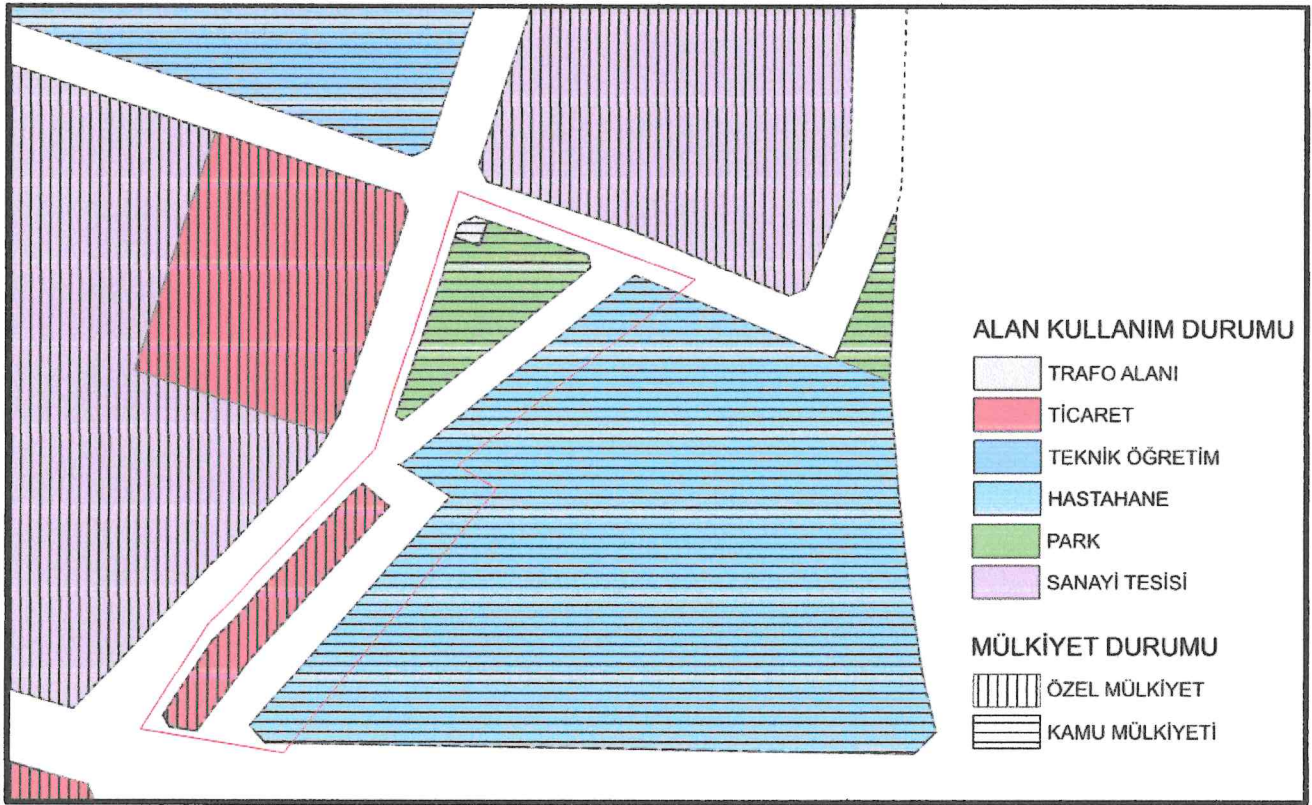 ALAN KULLANIM DURUMU
TRAFO ALANI
TİCARET
TEKNİK ÖĞRETİM
HASTAHANE
PARK
SANAYİ TESİSİ
MÜLKİYET DURUMU
ÖZEL MÜLKİYET
KAMU MÜLKİYETİ